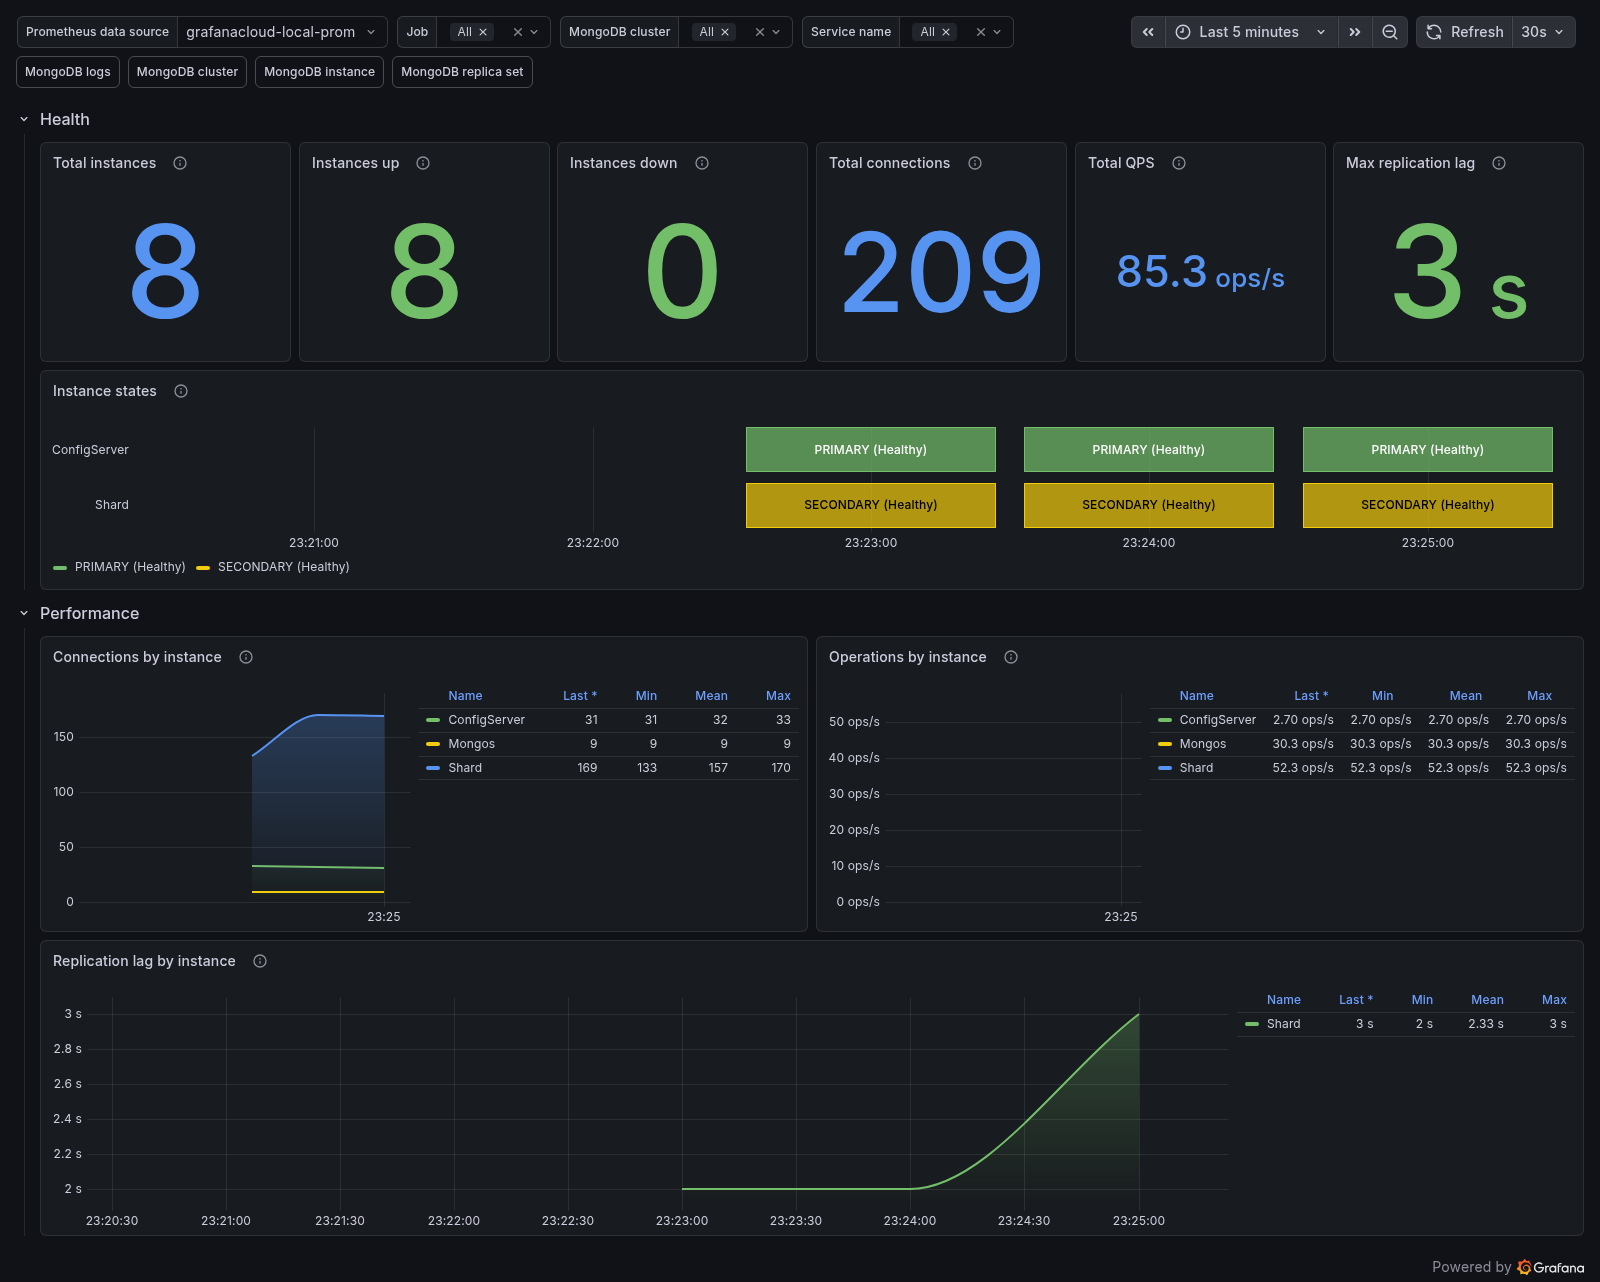 Prometheus data source grafanacloud-local-prom Job All MongoDB cluster All Service name All Last 5 minutes Refresh 30s
MongoDB logs MongoDB cluster MongoDB instance MongoDB replica set
Health
Total instances Instances up Instances down Total connections Total QPS Max replication lag
8 8 0 209 85.3 ops/s 3 s
Instance states
ConfigServer PRIMARY (Healthy) PRIMARY (Healthy) PRIMARY (Healthy)
Shard SECONDARY (Healthy) SECONDARY (Healthy) SECONDARY (Healthy)
23:21:00 23:22:00 23:23:00 23:24:00 23:25:00
PRIMARY (Healthy) SECONDARY (Healthy)
Performance
Connections by instance
150
100
50
0
23:25
Name Last * Min Mean Max
ConfigServer 31 31 32 33
Mongos 9 9 9 9
Shard 169 133 157 170
Operations by instance
50 ops/s
40 ops/s
30 ops/s
20 ops/s
10 ops/s
0 ops/s
23:25
Name Last * Min Mean Max
ConfigServer 2.70 ops/s 2.70 ops/s 2.70 ops/s 2.70 ops/s
Mongos 30.3 ops/s 30.3 ops/s 30.3 ops/s 30.3 ops/s
Shard 52.3 ops/s 52.3 ops/s 52.3 ops/s 52.3 ops/s
Replication lag by instance
3 s
2.8 s
2.6 s
2.4 s
2.2 s
2 s
23:20:30 23:21:00 23:21:30 23:22:00 23:22:30 23:23:00 23:23:30 23:24:00 23:24:30 23:25:00
Name Last * Min Mean Max
Shard 3 s 2 s 2.33 s 3 s
Powered by Grafana